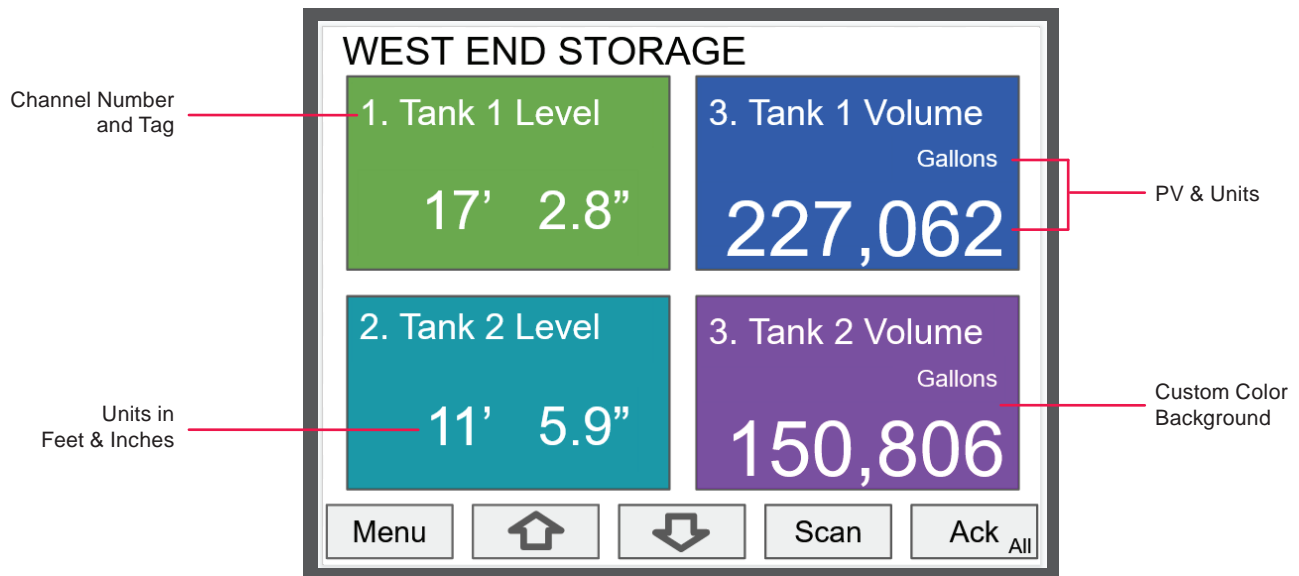 WEST END STORAGE
Channel Number
and Tag
1. Tank 1 Level
17’ 2.8”
3. Tank 1 Volume
Gallons
227,062
PV & Units
2. Tank 2 Level
11’ 5.9”
Units in
Feet & Inches
3. Tank 2 Volume
Gallons
150,806
Custom Color
Background
Menu
Scan
Ack All